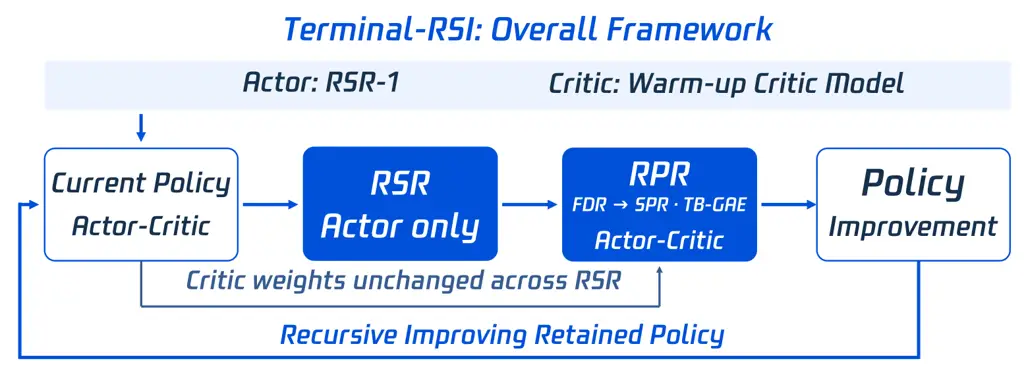 Terminal-RSI: Overall Framework
Actor: RSR-1
Critic: Warm-up Critic Model
Current Policy
Actor-Critic
RSR
Actor only
RPR
FDR → SPR · TB-GAE
Actor-Critic
Policy
Improvement
Critic weights unchanged across RSR
Recursive Improving Retained Policy